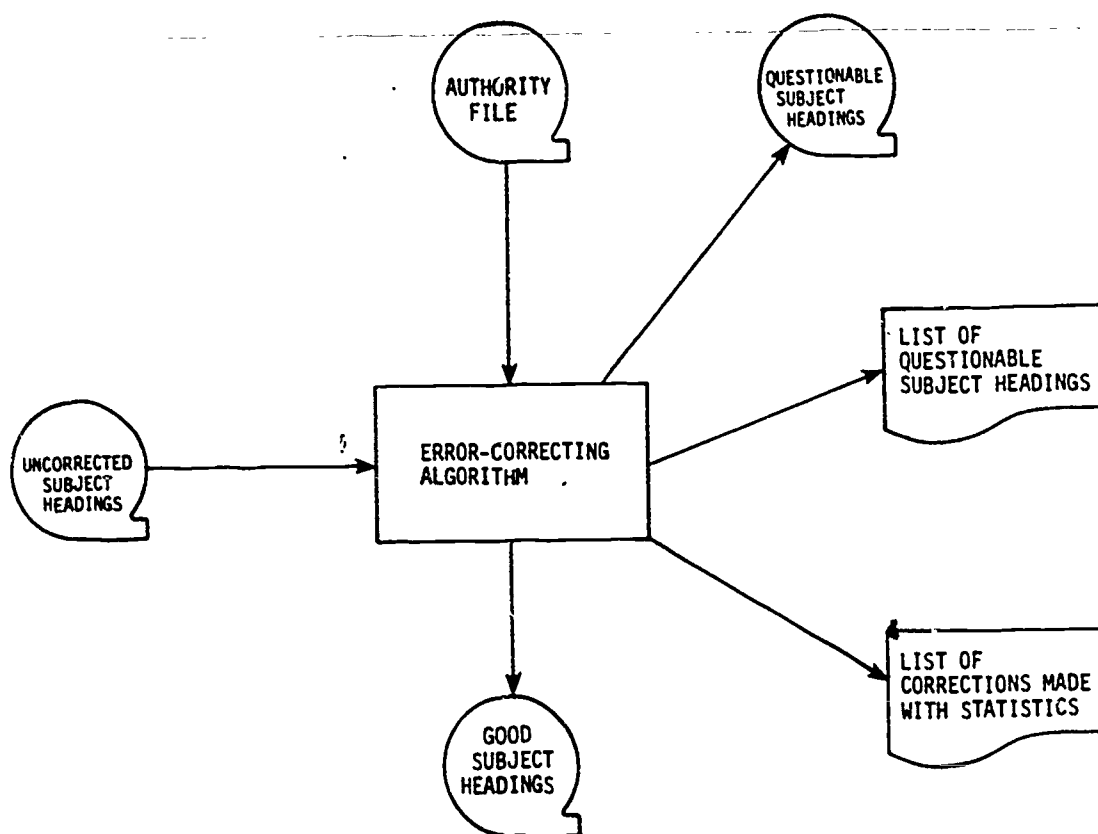 AUTHORITY
FILE
QUESTIONABLE
SUBJECT
HEADINGS
LIST OF
QUESTIONABLE
SUBJECT HEADINGS
UNCORRECTED
SUBJECT
HEADINGS
ERROR-CORRECTING
ALGORITHM
LIST OF
CORRECTIONS MADE
WITH STATISTICS
GOOD
SUBJECT
HEADINGS